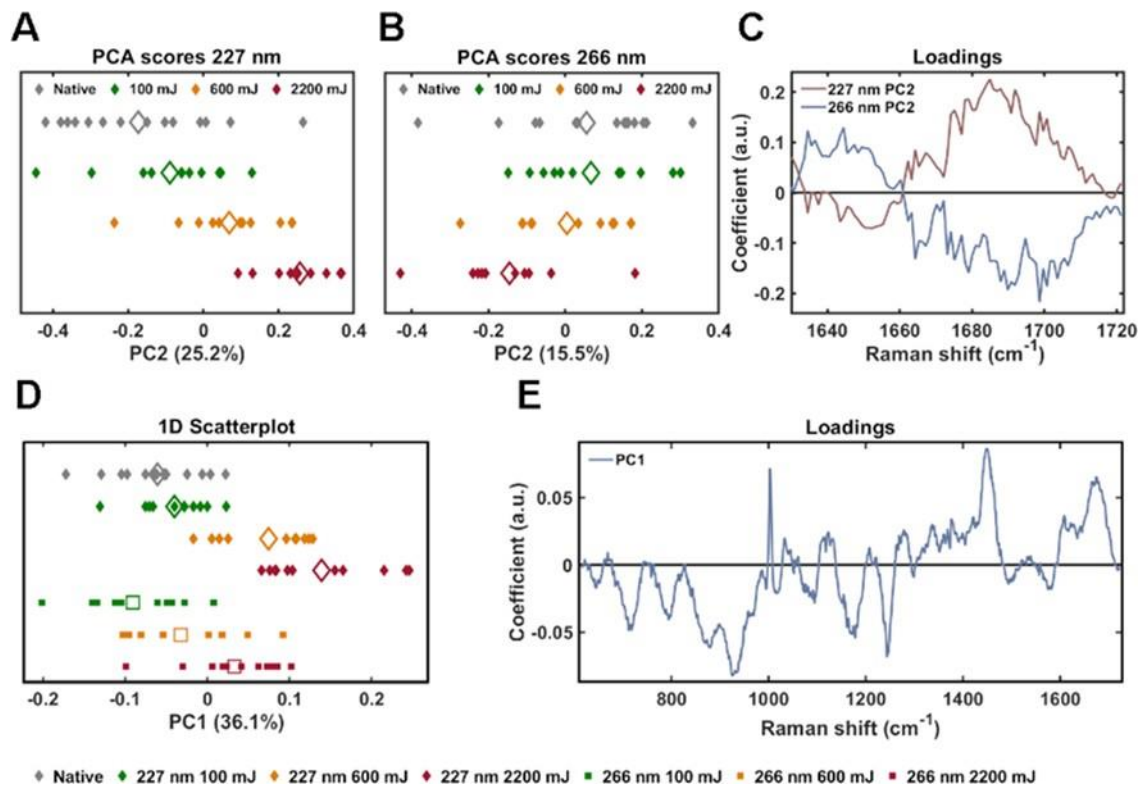 A
PCA scores 227 nm
Native 100 mJ 600 mJ 2200 mJ
-0.4 -0.2 0 0.2 0.4
PC2 (25.2%)
B
PCA scores 266 nm
Native 100 mJ 600 mJ 2200 mJ
-0.4 -0.2 0 0.2 0.4
PC2 (15.5%)
C
Loadings
227 nm PC2
266 nm PC2
Coefficient (a.u.)
0.2
0.1
0
-0.1
-0.2
1640 1660 1680 1700 1720
Raman shift (cm-1)
D
1D Scatterplot
-0.2 -0.1 0 0.1 0.2
PC1 (36.1%)
E
Loadings
PC1
Coefficient (a.u.)
0.05
0
-0.05
800 1000 1200 1400 1600
Raman shift (cm-1)
Native 227 nm 100 mJ 227 nm 600 mJ 227 nm 2200 mJ 266 nm 100 mJ 266 nm 600 mJ 266 nm 2200 mJ